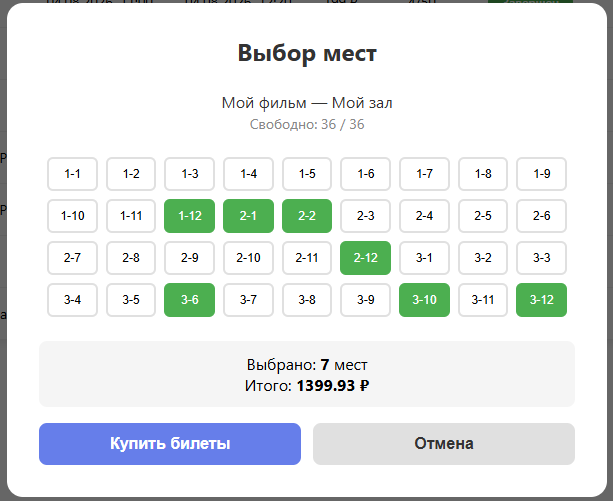 Выбор мест
Мой фильм — Мой зал
Свободно: 36 / 36
1-1 1-2 1-3 1-4 1-5 1-6 1-7 1-8 1-9
1-10 1-11 1-12 2-1 2-2 2-3 2-4 2-5 2-6
2-7 2-8 2-9 2-10 2-11 2-12 3-1 3-2 3-3
3-4 3-5 3-6 3-7 3-8 3-9 3-10 3-11 3-12
Выбрано: 7 мест
Итого: 1399.93 ₽
Купить билеты Отмена